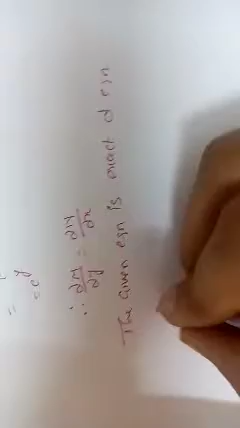 =
= e^y
∴ ∂M/∂y = ∂N/∂x
The Given eqn is exact d eqn